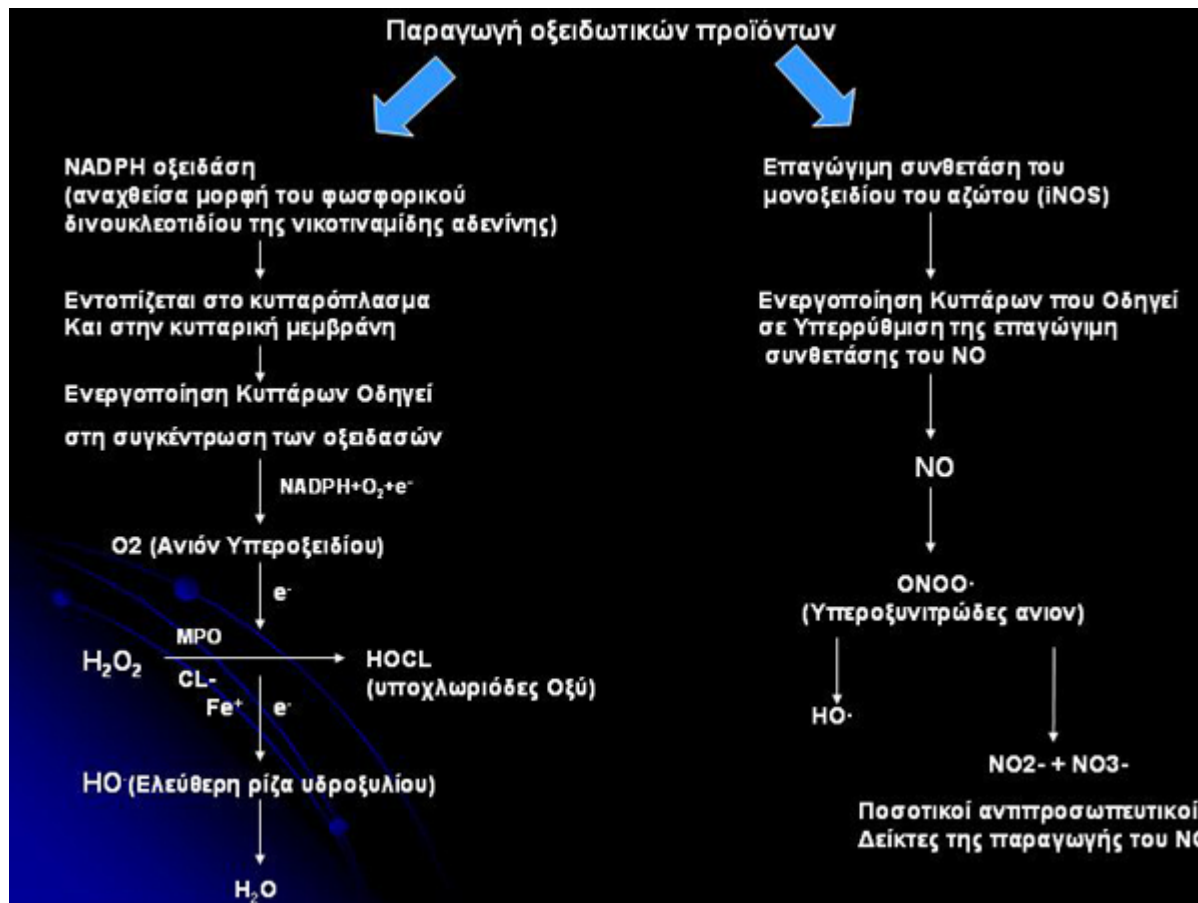 Παραγωγή οξειδωτικών προϊόντων
NADPH οξειδάση
(αναχθείσα μορφή του φωσφορικού
δινουκλεοτιδίου της νικοτιναμίδης αδενίνης)
Εντοπίζεται στο κυτταρόπλασμα
Και στην κυτταρική μεμβράνη
Ενεργοποίηση Κυττάρων Οδηγεί
στη συγκέντρωση των οξειδασών
NADPH+O₂+e⁻
O2 (Ανιόν Υπεροξειδίου)
e⁻
MPO
H₂O₂
CL-
HOCL
(υποχλωριόδες Οξύ)
Fe⁺
e⁻
HO· (Ελεύθερη ρίζα υδροξυλίου)
H₂O
Επαγώγιμη συνθετάση του
μονοξειδίου του αζώτου (iNOS)
Ενεργοποίηση Κυττάρων που Οδηγεί
σε Υπερρύθμιση της επαγώγιμη
συνθετάσης του NO
NO
ONOO·
(Υπεροξυνιτρώδες ανιον)
HO·
NO2- + NO3-
Ποσοτικοί αντιπροσωπευτικοί
Δείκτες της παραγωγής του NO